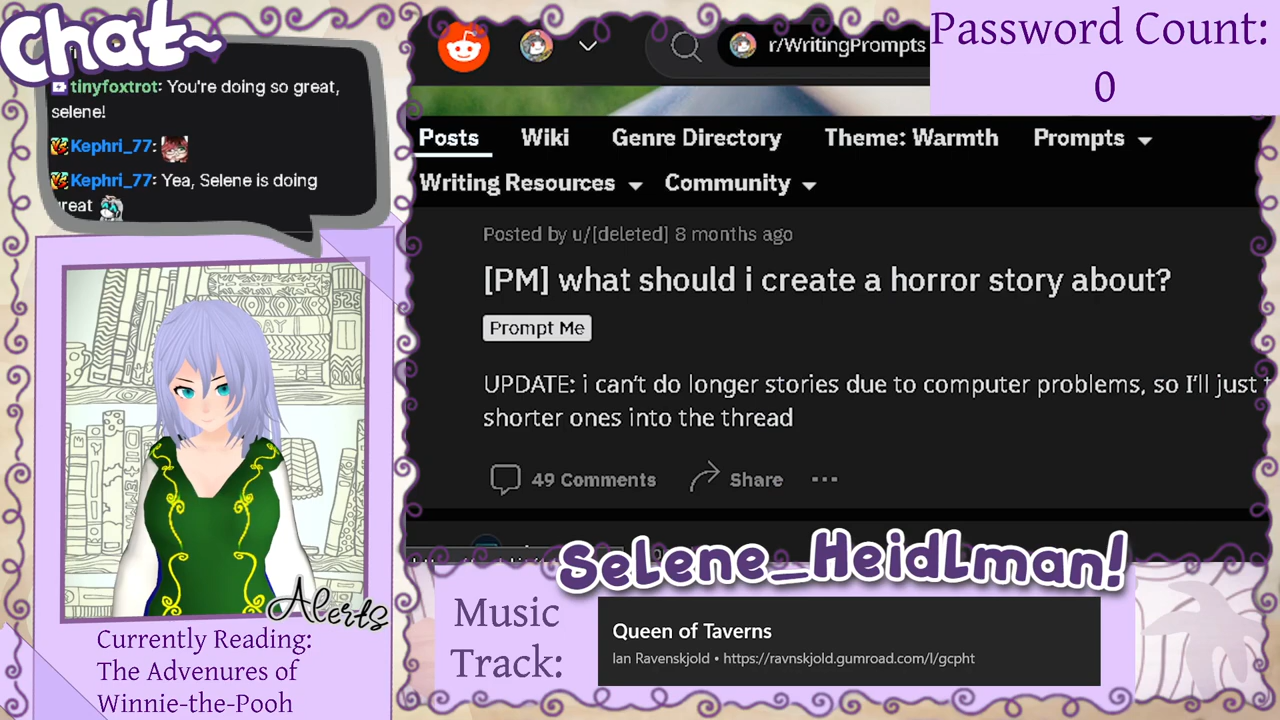 Chat~
tinyfoxtrot: You're doing so great,
selene!
Kephri_77:
Kephri_77: Yea, Selene is doing
great
r/WritingPrompts
Password Count:
0
Posts Wiki Genre Directory Theme: Warmth Prompts
Writing Resources Community
Posted by u/[deleted] 8 months ago
[PM] what should i create a horror story about?
Prompt Me
UPDATE: i can't do longer stories due to computer problems, so I'll just
shorter ones into the thread
49 Comments Share ...
Selene_Heidlman!
Alerts
Currently Reading:
The Advenures of
Winnie-the-Pooh
Music
Track:
Queen of Taverns
Ian Ravenskjold • https://ravnskjold.gumroad.com/l/gcpht